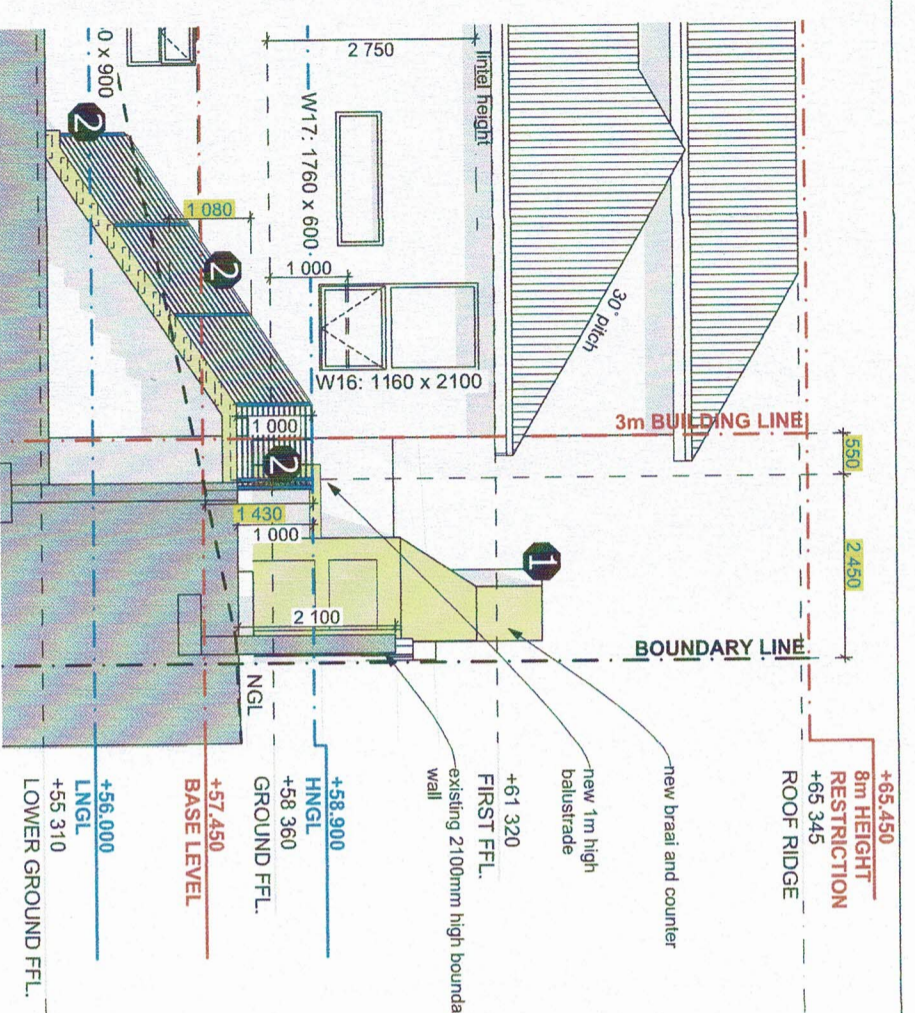 0 x 900
2 750
lintel height
W17: 1760 x 600
1 000
W16: 1160 x 2100
30° pitch
2
1 080
2
1 000
2
1 430
1 000
2 100
1
3m BUILDING LINE
550
2 450
BOUNDARY LINE
NGL
+65.450
8m HEIGHT
RESTRICTION
+65 345
ROOF RIDGE
new braai and counter
new 1m high
balustrade
+61 320
FIRST FFL.
existing 2100mm high bounda
wall
+58.900
HNGL
+58 360
GROUND FFL.
+57.450
BASE LEVEL
+56.000
LNGL
+55 310
LOWER GROUND FFL.